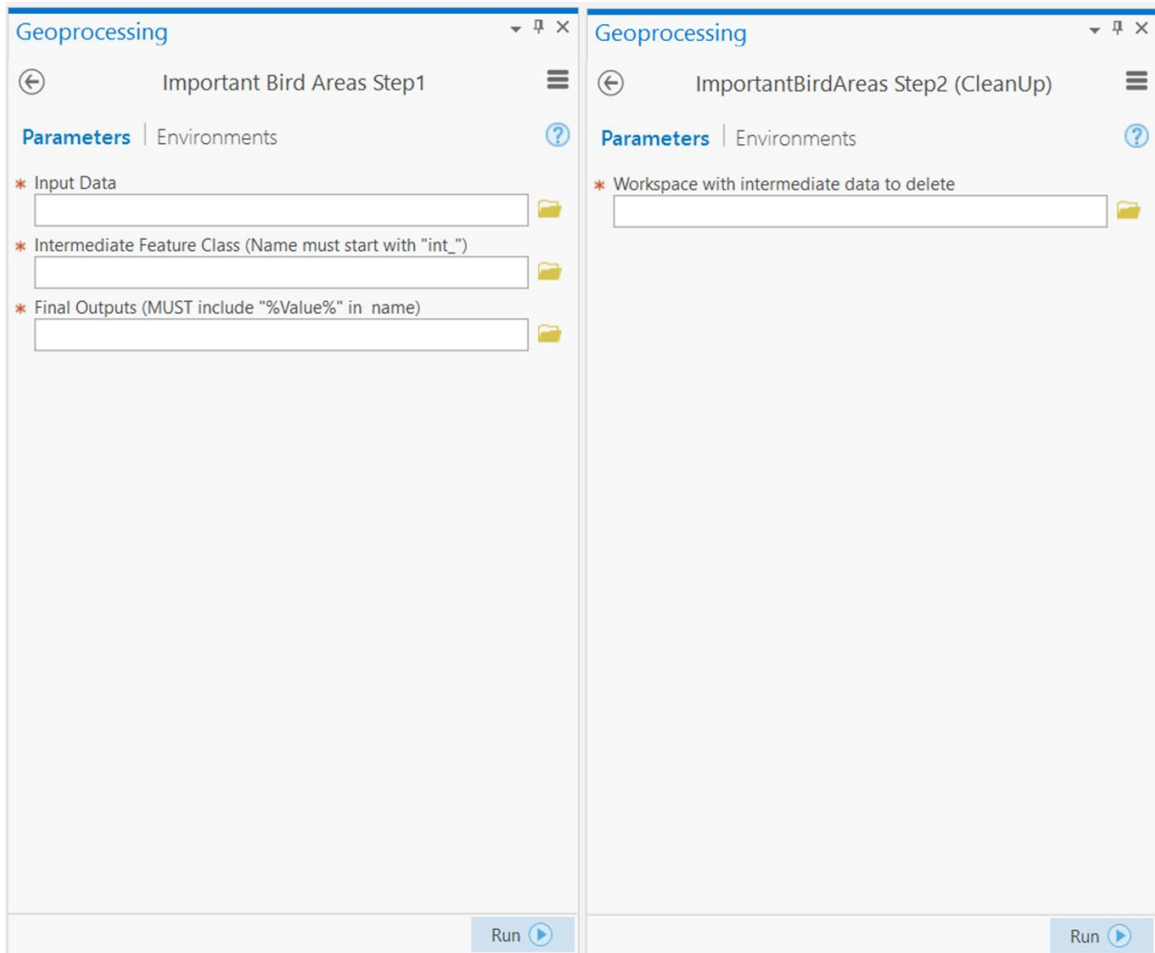 Geoprocessing
Important Bird Areas Step1
Parameters | Environments
* Input Data
* Intermediate Feature Class (Name must start with "int_")
* Final Outputs (MUST include "%Value%" in  name)
Run
Geoprocessing
ImportantBirdAreas Step2 (CleanUp)
Parameters | Environments
* Workspace with intermediate data to delete
Run